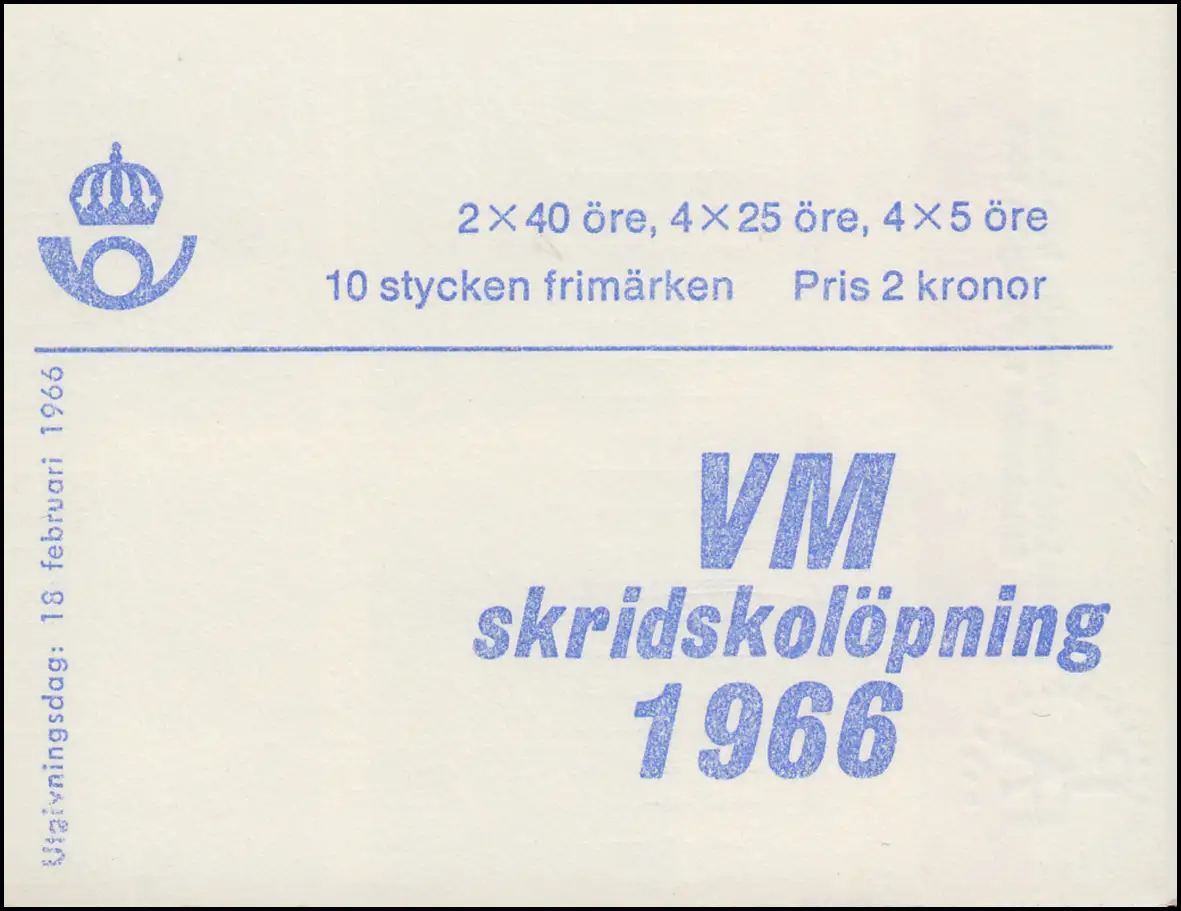 2×40 öre, 4×25 öre, 4×5 öre
10 stycken frimärken Pris 2 kronor
Utgivningsdag: 18 februari 1966
VM
skridskolöpning
1966